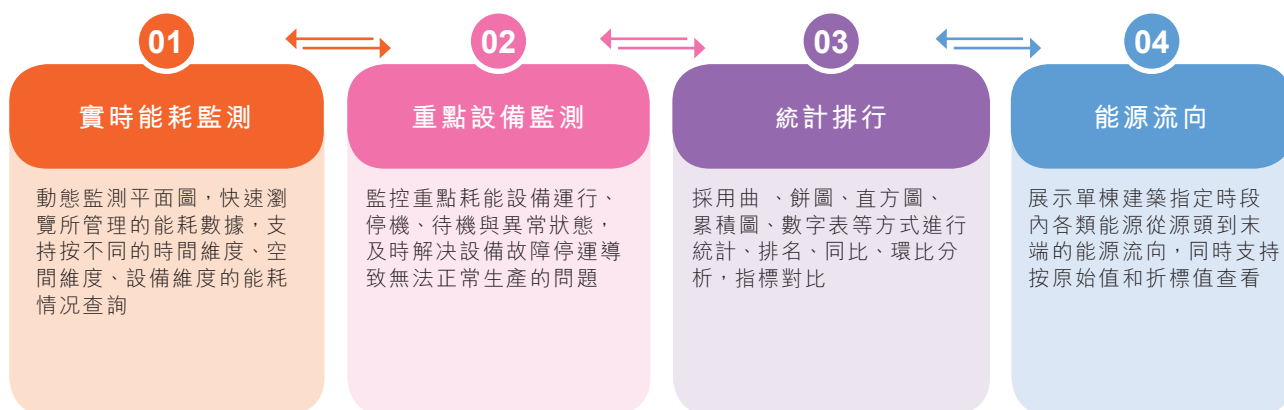 01
實時能耗監測
動態監測平面圖，快速瀏
覽所管理的能耗數據，支
持按不同的時間維度、空
間維度、設備維度的能耗
情況查詢
02
重點設備監測
監控重點耗能設備運行、
停機、待機與異常狀態，
及時解決設備故障停運導
致無法正常生產的問題
03
統計排行
採用曲 、餅圖、直方圖、
累積圖、數字表等方式進行
統計、排名、同比、環比分
析，指標對比
04
能源流向
展示單棟建築指定時段
內各類能源從源頭到末
端的能源流向，同時支持
按原始值和折標值查看